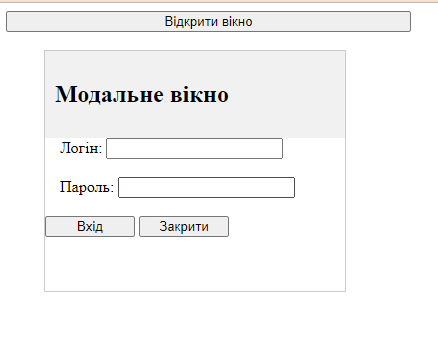 Відкрити вікно
Модальне вікно
Логін:
Пароль:
Вхід Закрити